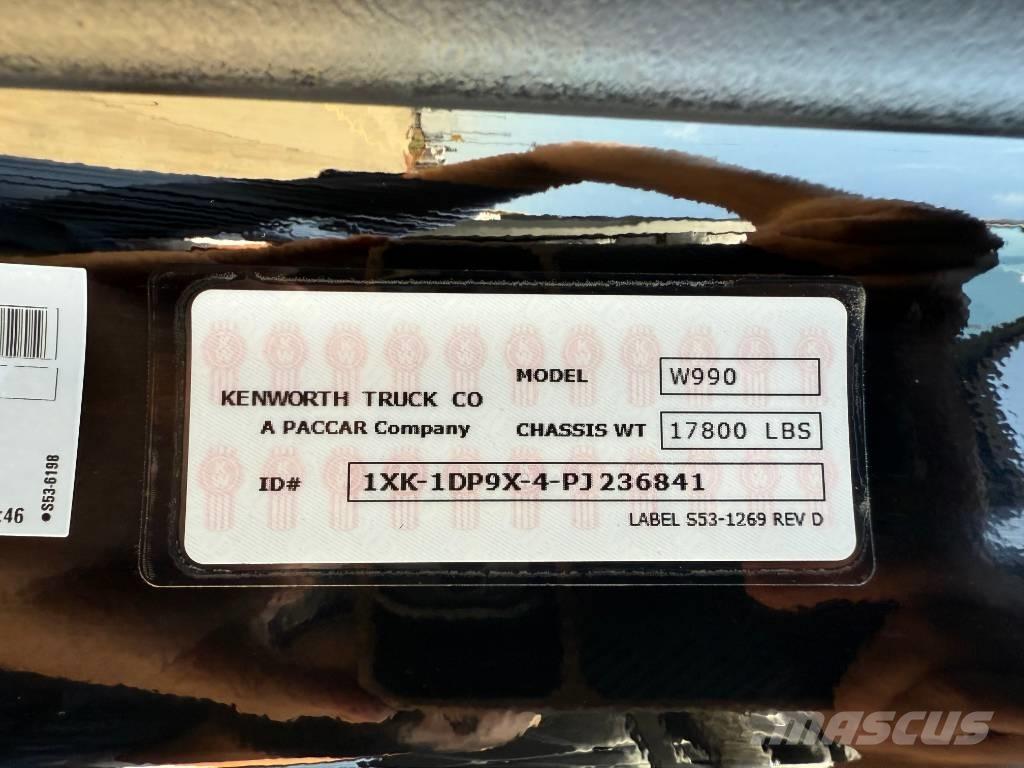 MODEL W990
KENWORTH TRUCK CO
A PACCAR Company
CHASSIS WT 17800 LBS
ID# 1XK-1DP9X-4-PJ236841
LABEL S53-1269 REV D
:46
●S53-6198
MASCUS